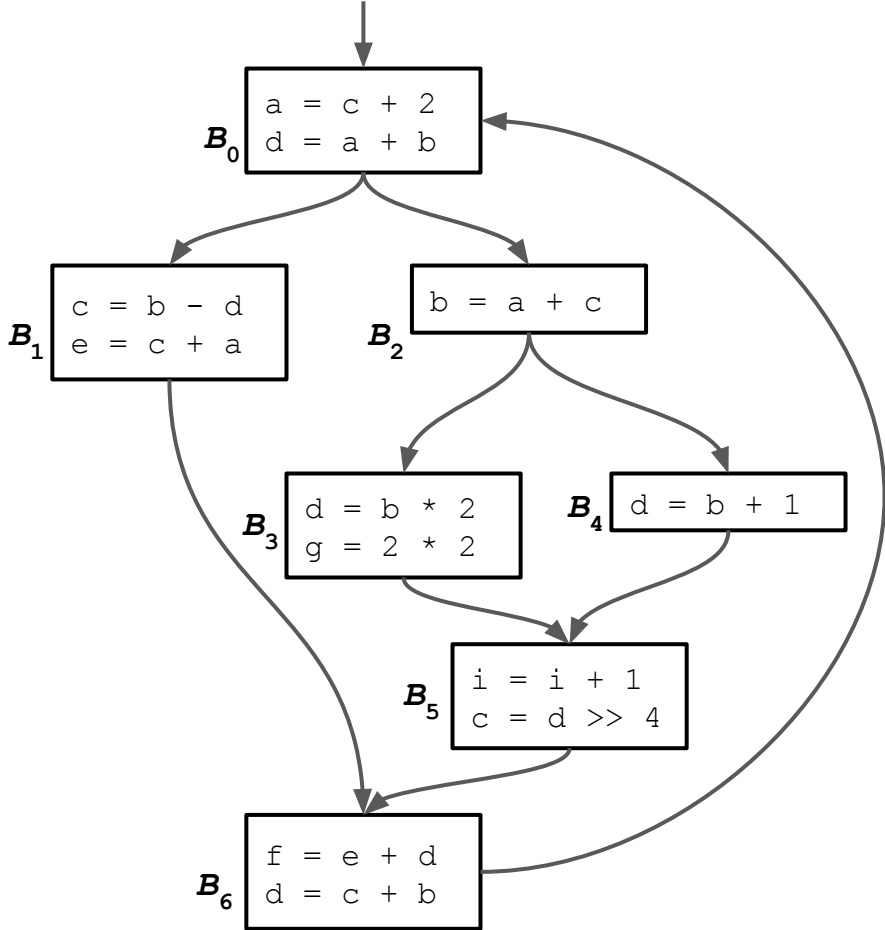 a = c + 2
d = a + b
B0
c = b - d
e = c + a
B1
b = a + c
B2
d = b * 2
g = 2 * 2
B3
d = b + 1
B4
i = i + 1
c = d >> 4
B5
f = e + d
d = c + b
B6